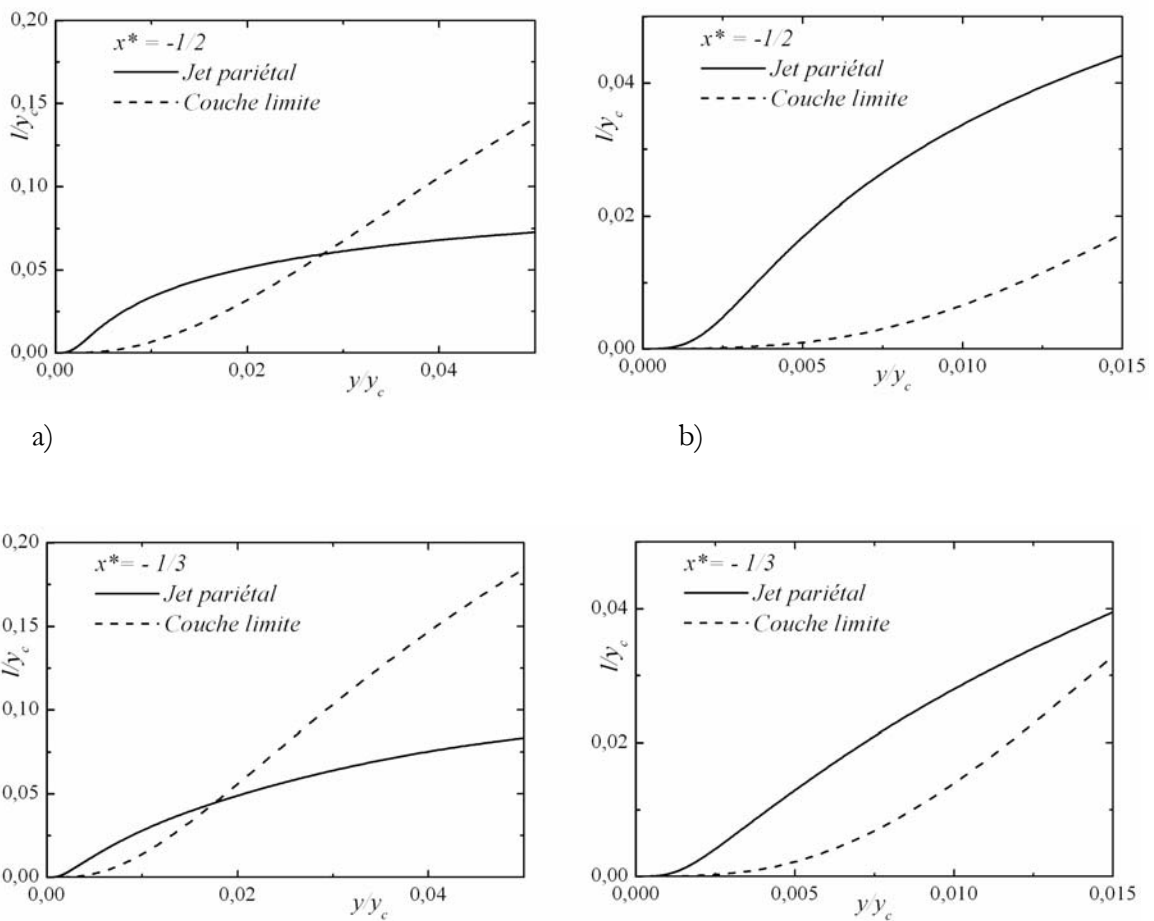 0,20
x* = -1/2
Jet pariétal
Couche limite
0,15
l/y_c
0,10
0,05
0,00
0,00 0,02 0,04
y/y_c
x* = -1/2
Jet pariétal
Couche limite
0,04
l/y_c
0,02
0,00
0,000 0,005 0,010 0,015
y/y_c
a) b)
0,20
x*= - 1/3
Jet pariétal
Couche limite
0,15
l/y_c
0,10
0,05
0,00
0,00 0,02 0,04
y/y_c
x*= - 1/3
Jet pariétal
Couche limite
0,04
l/y_c
0,02
0,00
0,000 0,005 0,010 0,015
y/y_c